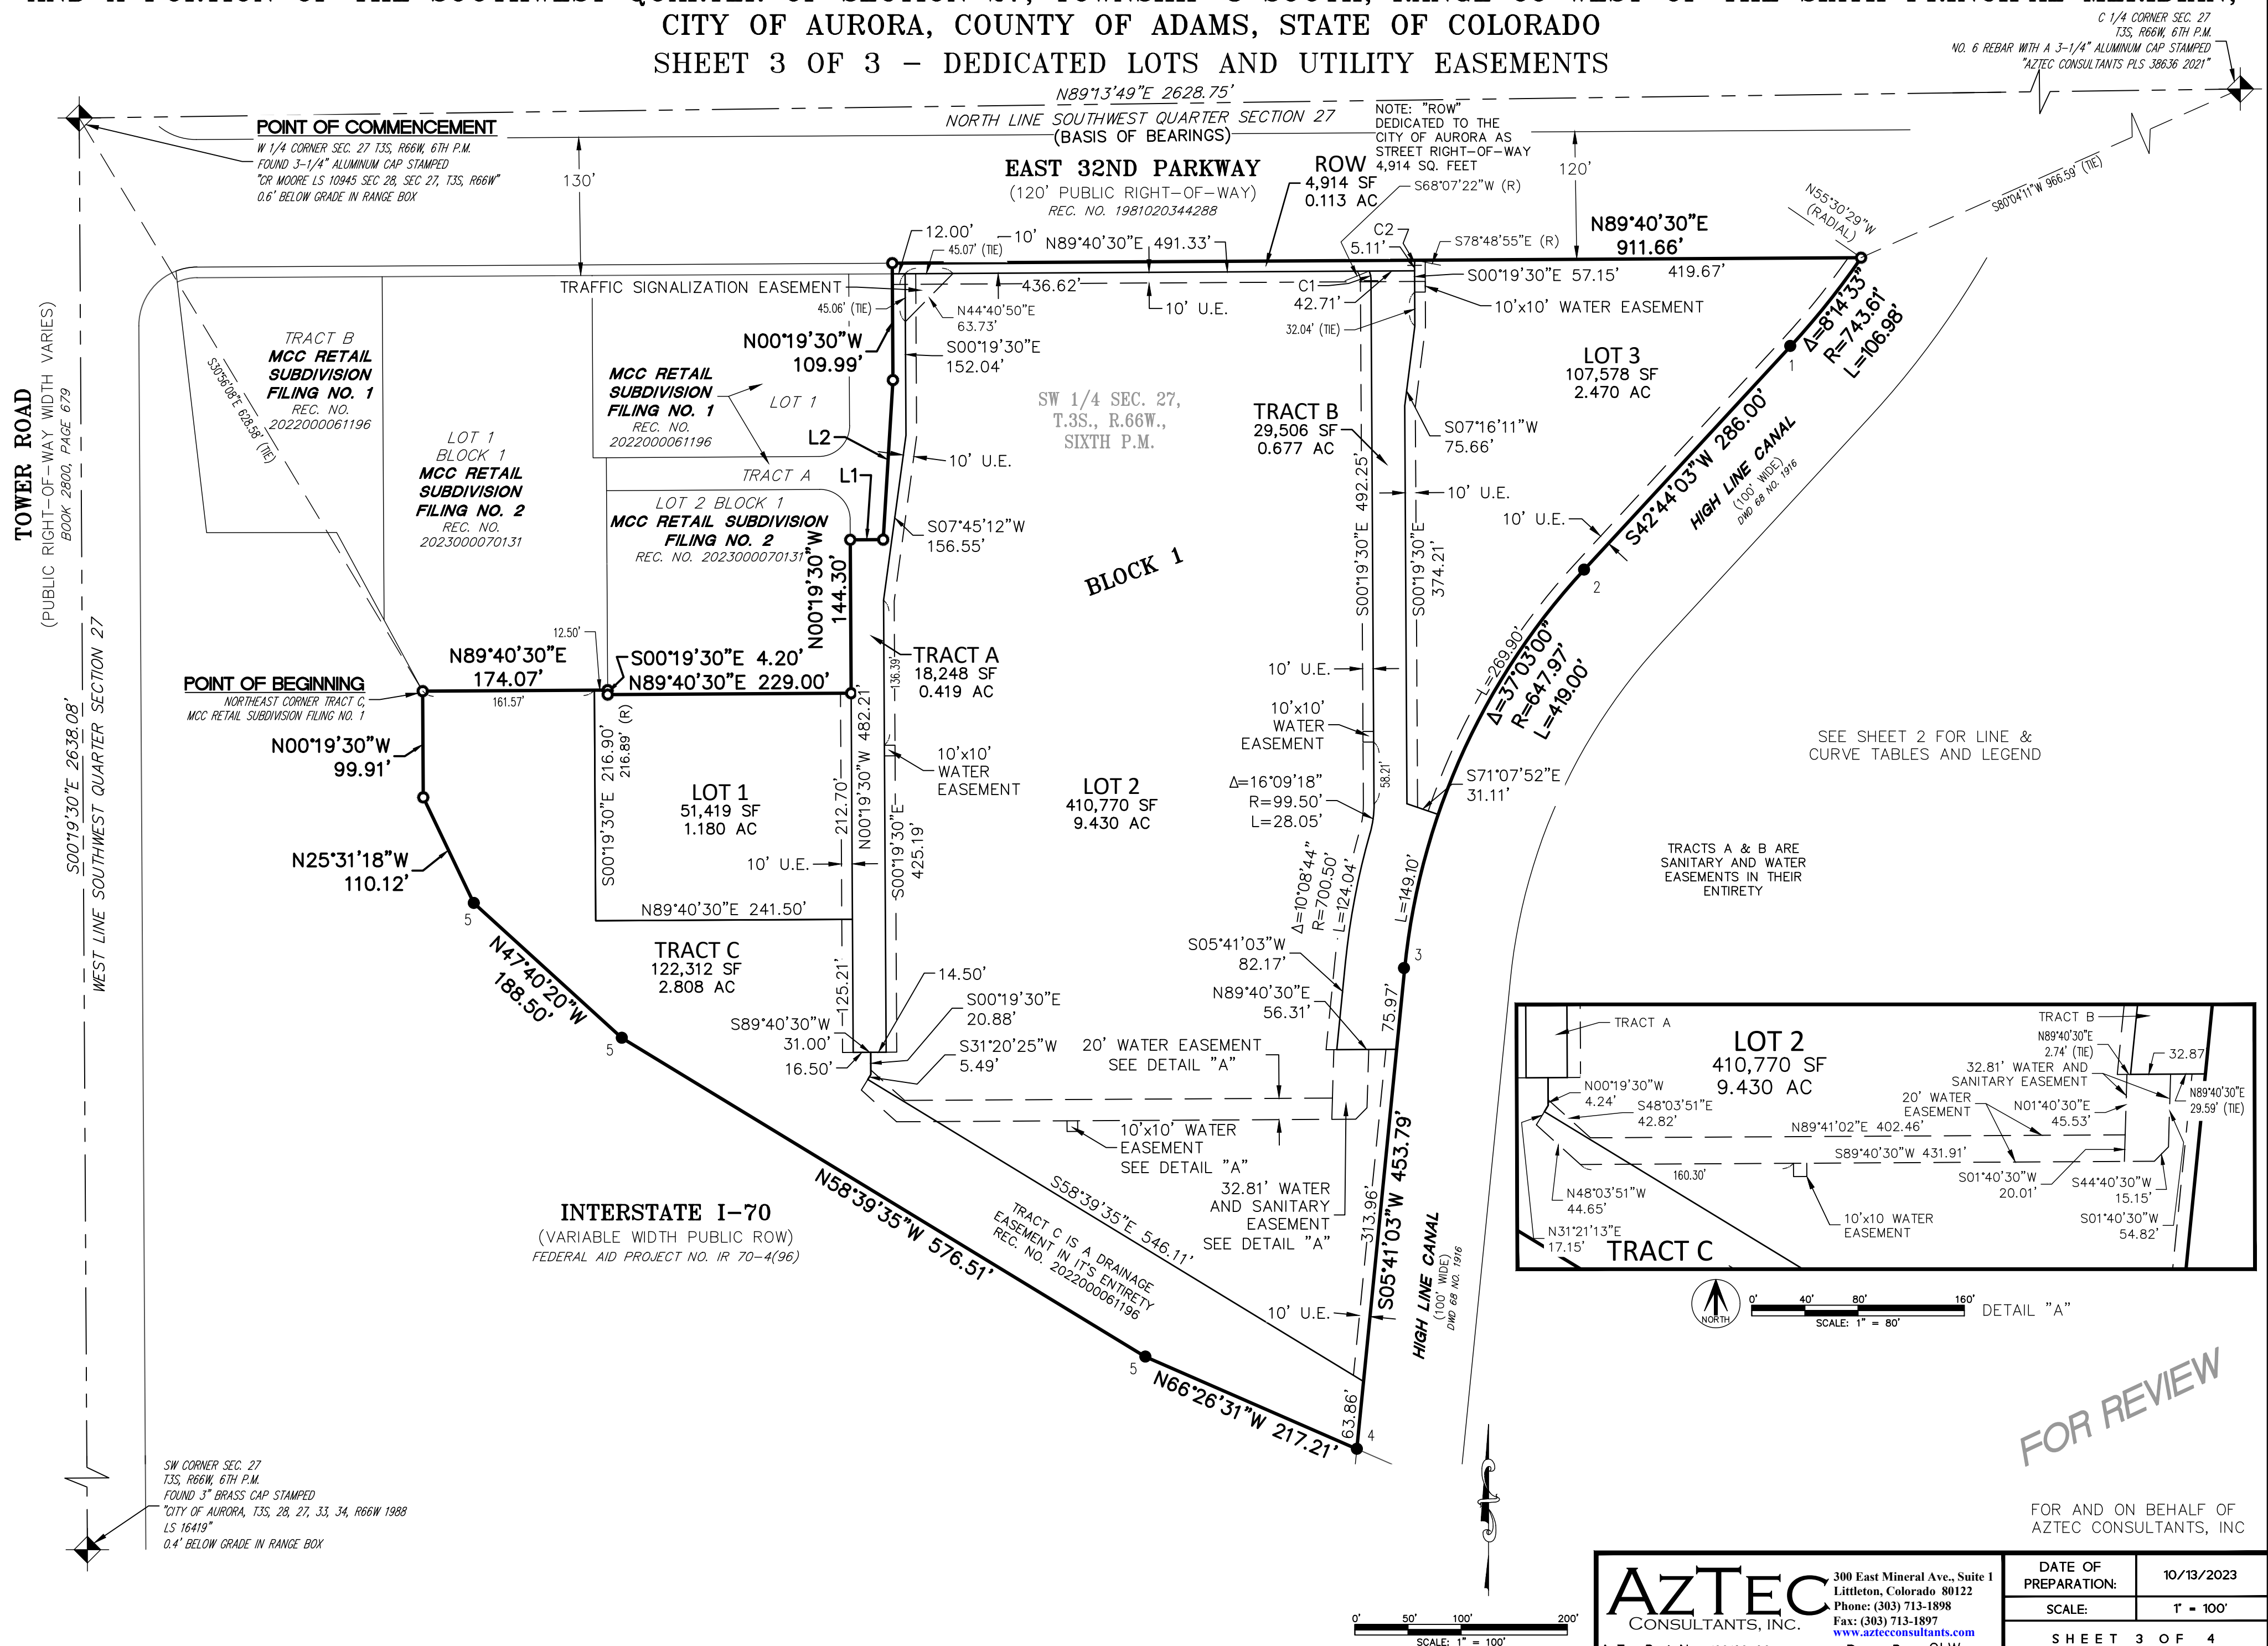 CITY OF AURORA, COUNTY OF ADAMS, STATE OF COLORADO
SHEET 3 OF 3 – DEDICATED LOTS AND UTILITY EASEMENTS
C 1/4 CORNER SEC. 27
T3S, R66W, 6TH P.M.
NO. 6 REBAR WITH A 3-1/4" ALUMINUM CAP STAMPED
"AZTEC CONSULTANTS PLS 38636 2021"
N89°13'49"E 2628.75'
NORTH LINE SOUTHWEST QUARTER SECTION 27
(BASIS OF BEARINGS)
POINT OF COMMENCEMENT
W 1/4 CORNER SEC. 27 T3S, R66W, 6TH P.M.
FOUND 3-1/4" ALUMINUM CAP STAMPED
"CR MOORE LS 10945 SEC 28, SEC 27, T3S, R66W"
0.6' BELOW GRADE IN RANGE BOX
130'
EAST 32ND PARKWAY
(120' PUBLIC RIGHT-OF-WAY)
REC. NO. 1981020344288
NOTE: "ROW"
DEDICATED TO THE
CITY OF AURORA AS
STREET RIGHT-OF-WAY
4,914 SQ. FEET
ROW
4,914 SF
0.113 AC
120'
S68°07'22"W (R)
N55°30'29"W
(RADIAL)
S80°04'11"W 966.59' (TIE)
N89°40'30"E
911.66'
12.00'
45.07' (TIE)
10'
N89°40'30"E 491.33'
C2
5.11'
S78°48'55"E (R)
S00°19'30"E 57.15'
419.67'
TRAFFIC SIGNALIZATION EASEMENT
436.62'
C1
42.71'
10' U.E.
10'x10' WATER EASEMENT
45.06' (TIE)
N44°40'50"E
63.73'
32.04' (TIE)
N00°19'30"W
109.99'
S00°19'30"E
152.04'
Δ=8°14'33"
R=743.61'
L=106.98'
1
TOWER ROAD
(PUBLIC RIGHT-OF-WAY WIDTH VARIES)
BOOK 2800, PAGE 679
S00°19'30"E 2638.08'
WEST LINE SOUTHWEST QUARTER SECTION 27
S30°56'08"E 628.58' (TIE)
TRACT B
MCC RETAIL
SUBDIVISION
FILING NO. 1
REC. NO.
2022000061196
LOT 1
BLOCK 1
MCC RETAIL
SUBDIVISION
FILING NO. 2
REC. NO.
2023000070131
MCC RETAIL
SUBDIVISION
FILING NO. 1
REC. NO.
2022000061196
LOT 1
TRACT A
L2
L1
LOT 2 BLOCK 1
MCC RETAIL SUBDIVISION
FILING NO. 2
REC. NO. 2023000070131
10' U.E.
S07°45'12"W
156.55'
SW 1/4 SEC. 27,
T.3S., R.66W.,
SIXTH P.M.
BLOCK 1
TRACT B
29,506 SF
0.677 AC
LOT 3
107,578 SF
2.470 AC
S07°16'11"W
75.66'
10' U.E.
S00°19'30"E 492.25'
S00°19'30"E
374.21'
10' U.E.
S42°44'03"W 286.00'
HIGH LINE CANAL
(100' WIDE)
DWD 68 NO. 1916
2
N00°19'30"W
144.30'
12.50'
N89°40'30"E
174.07'
S00°19'30"E 4.20'
N89°40'30"E 229.00'
161.57'
POINT OF BEGINNING
NORTHEAST CORNER TRACT C,
MCC RETAIL SUBDIVISION FILING NO. 1
TRACT A
18,248 SF
0.419 AC
136.39'
10' U.E.
L=269.90'
Δ=37°03'00"
R=647.97'
L=419.00'
N00°19'30"W
99.91'
S00°19'30"E 216.90'
216.89' (R)
LOT 1
51,419 SF
1.180 AC
212.70'
N00°19'30"W 482.21'
S00°19'30"E
425.19'
10'x10'
WATER
EASEMENT
LOT 2
410,770 SF
9.430 AC
10'x10'
WATER
EASEMENT
58.21'
Δ=16°09'18"
R=99.50'
L=28.05'
S71°07'52"E
31.11'
SEE SHEET 2 FOR LINE &
CURVE TABLES AND LEGEND
N25°31'18"W
110.12'
10' U.E.
TRACTS A & B ARE
SANITARY AND WATER
EASEMENTS IN THEIR
ENTIRETY
5
N89°40'30"E 241.50'
Δ=10°08'44"
R=700.50'
L=124.04'
L=149.10'
N47°40'20"W
188.50'
TRACT C
122,312 SF
2.808 AC
125.21'
14.50'
S00°19'30"E
20.88'
S05°41'03"W
82.17'
3
N89°40'30"E
56.31'
75.97'
5
S89°40'30"W
31.00'
16.50'
S31°20'25"W
5.49'
20' WATER EASEMENT
SEE DETAIL "A"
10'x10' WATER
EASEMENT
SEE DETAIL "A"
32.81' WATER
AND SANITARY
EASEMENT
SEE DETAIL "A"
N58°39'35"W 576.51'
S58°39'35"E 546.11'
TRACT C IS A DRAINAGE
EASEMENT IN IT'S ENTIRETY
REC. NO. 2022000061196
INTERSTATE I-70
(VARIABLE WIDTH PUBLIC ROW)
FEDERAL AID PROJECT NO. IR 70-4(96)
313.96'
S05°41'03"W 453.79'
HIGH LINE CANAL
(100' WIDE)
DWD 68 NO. 1916
10' U.E.
5
N66°26'31"W 217.21'
63.86'
4
TRACT A
LOT 2
410,770 SF
9.430 AC
TRACT B
N89°40'30"E
2.74' (TIE)
32.87
32.81' WATER AND
SANITARY EASEMENT
N00°19'30"W
4.24'
S48°03'51"E
42.82'
20' WATER
EASEMENT
N01°40'30"E
45.53'
N89°40'30"E
29.59' (TIE)
N89°41'02"E 402.46'
S89°40'30"W 431.91'
160.30'
S01°40'30"W
20.01'
S44°40'30"W
15.15'
N48°03'51"W
44.65'
10'x10 WATER
EASEMENT
S01°40'30"W
54.82'
N31°21'13"E
17.15'
TRACT C
NORTH
0' 40' 80' 160'
SCALE: 1" = 80'
DETAIL "A"
FOR REVIEW
SW CORNER SEC. 27
T3S, R66W, 6TH P.M.
FOUND 3" BRASS CAP STAMPED
"CITY OF AURORA, T3S, 28, 27, 33, 34, R66W 1988
LS 16419"
0.4' BELOW GRADE IN RANGE BOX
FOR AND ON BEHALF OF
AZTEC CONSULTANTS, INC
0' 50' 100' 200'
SCALE: 1" = 100'
AZTEC
CONSULTANTS, INC.
300 East Mineral Ave., Suite 1
Littleton, Colorado 80122
Phone: (303) 713-1898
Fax: (303) 713-1897
www.aztecconsultants.com
DATE OF
PREPARATION:
10/13/2023
SCALE:
1" = 100'
SHEET 3 OF 4